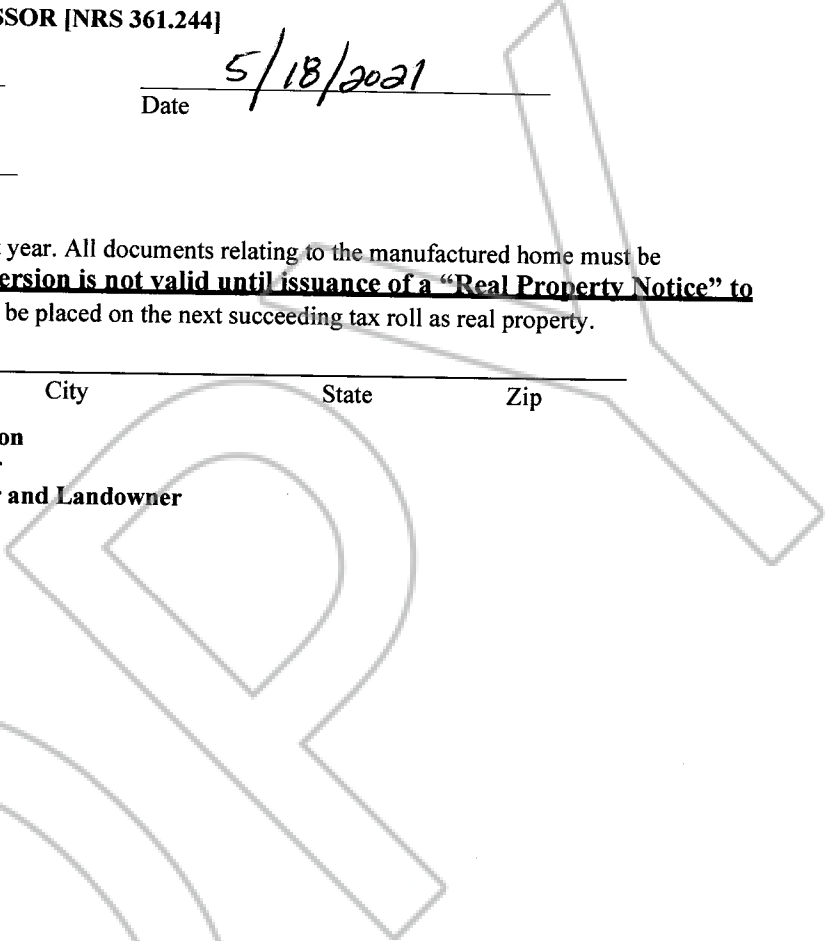 SSOR [NRS 361.244]
5/18/2021
Date
year. All documents relating to the manufactured home must be
ersion is not valid until issuance of a “Real Property Notice” to
be placed on the next succeeding tax roll as real property.
City State Zip
on
and Landowner
PY